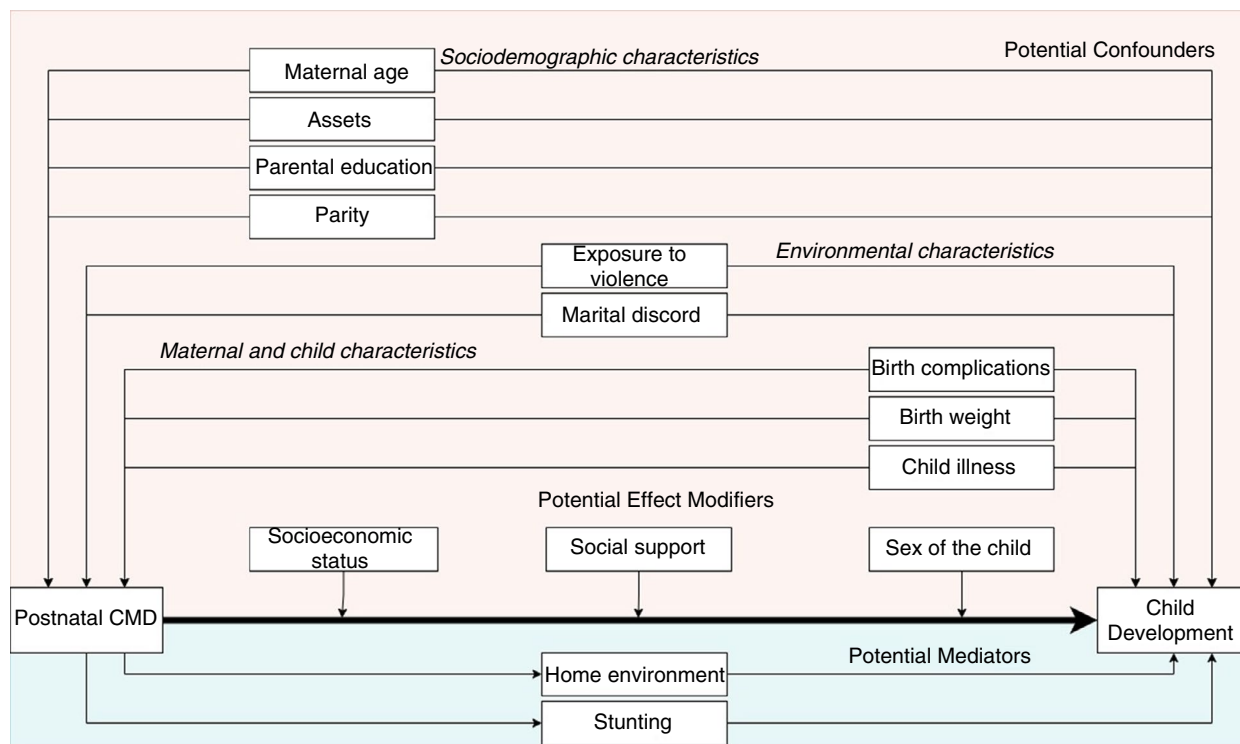 Potential Confounders
Sociodemographic characteristics
Maternal age
Assets
Parental education
Parity
Environmental characteristics
Exposure to
violence
Marital discord
Maternal and child characteristics
Birth complications
Birth weight
Child illness
Potential Effect Modifiers
Socioeconomic
status
Social support
Sex of the child
Postnatal CMD
Child
Development
Potential Mediators
Home environment
Stunting